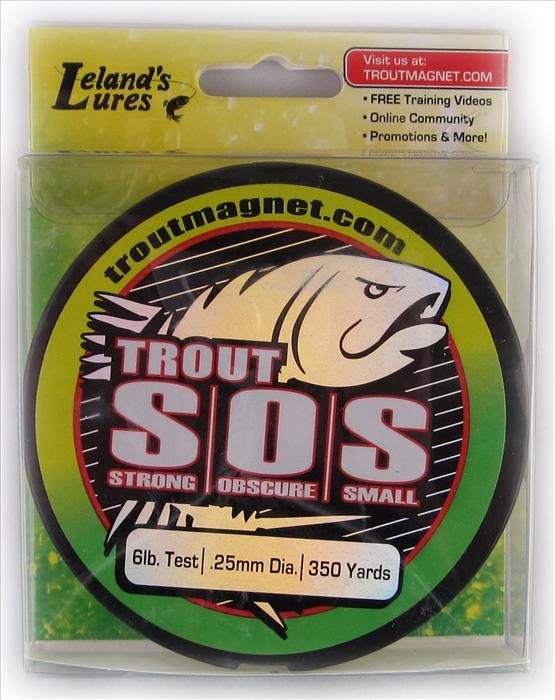 Leland's
Lures
Visit us at:
TROUTMAGNET.COM
• FREE Training Videos
• Online Community
• Promotions & More!
troutmagnet.com
TROUT
S|O|S
STRONG | OBSCURE | SMALL
6lb. Test | .25mm Dia. | 350 Yards